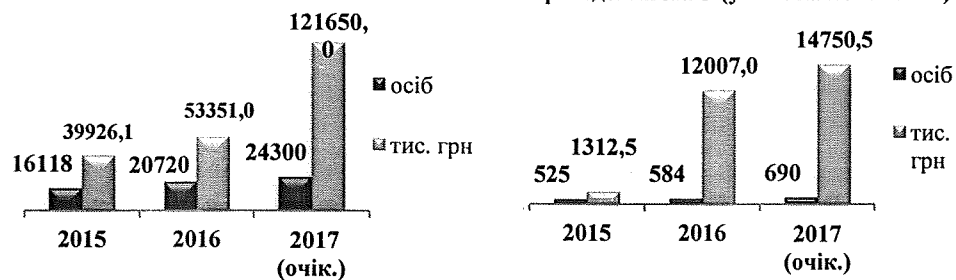 121650,
0
53351,0
39926,1
24300
20720
16118
осіб
тис. грн
2015
2016
2017
(очік.)
14750,5
12007,0
1312,5
690
584
525
осіб
тис.
грн
2015
2016
2017
(очік.)